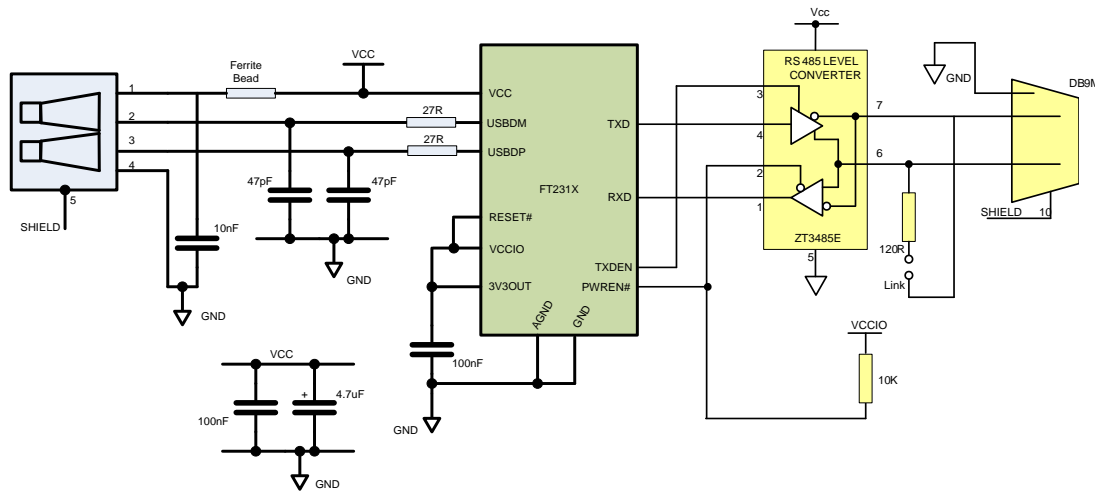 Vcc
Ferrite
Bead
VCC
RS485 LEVEL
CONVERTER
GND
DB9M
1
2
3
4
5
SHIELD
27R
27R
47pF
47pF
10nF
GND
GND
VCC
USBDM
USBDP
FT231X
RESET#
VCCIO
3V3OUT
AGND
GND
TXD
RXD
TXDEN
PWREN#
3
4
2
1
7
6
5
ZT3485E
120R
Link
SHIELD
10
VCCIO
10K
100nF
GND
VCC
100nF
+
4.7uF
GND